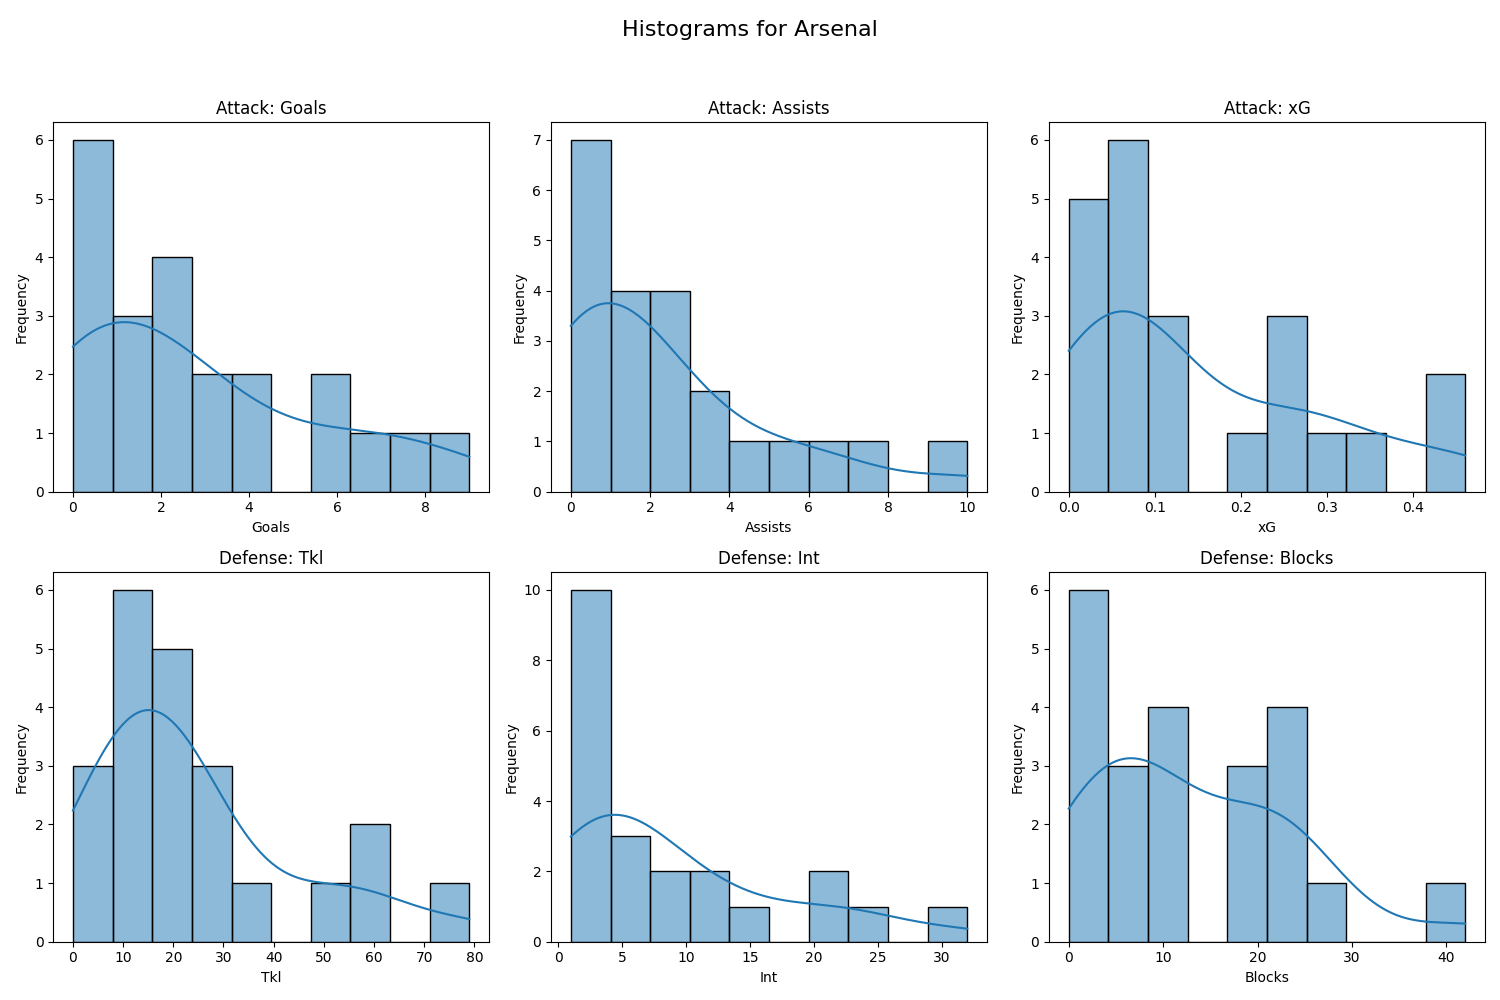 Histograms for Arsenal
Attack: Goals
Frequency
0
1
2
3
4
5
6
0 2 4 6 8
Goals
Attack: Assists
Frequency
0
1
2
3
4
5
6
7
0 2 4 6 8 10
Assists
Attack: xG
Frequency
0
1
2
3
4
5
6
0.0 0.1 0.2 0.3 0.4
xG
Defense: Tkl
Frequency
0
1
2
3
4
5
6
0 10 20 30 40 50 60 70 80
Tkl
Defense: Int
Frequency
0
2
4
6
8
10
0 5 10 15 20 25 30
Int
Defense: Blocks
Frequency
0
1
2
3
4
5
6
0 10 20 30 40
Blocks